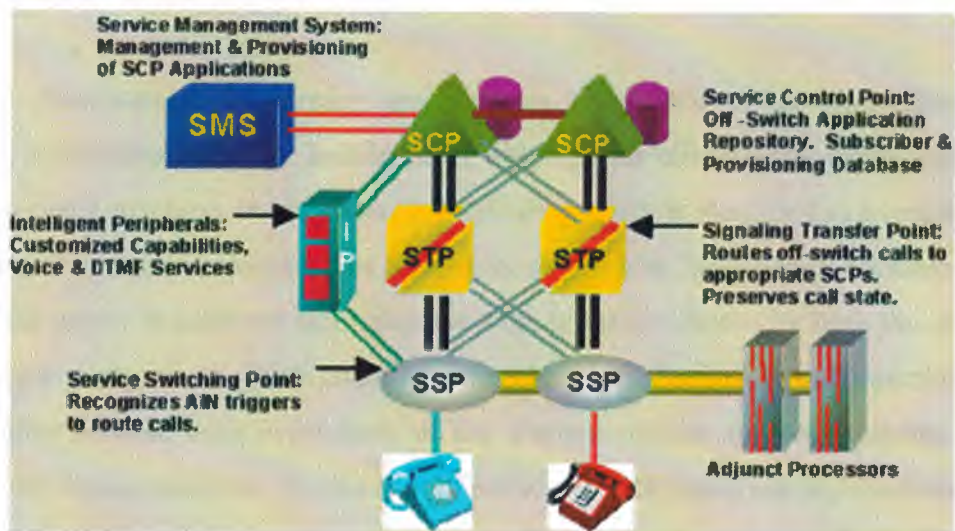 Service Management System:
Management & Provisioning
of SCP Applications
SMS
SCP
SCP
Service Control Point:
Off -Switch Application
Repository. Subscriber &
Provisioning Database
Intelligent Peripherals:
Customized Capabilities,
Voice & DTMF Services
I
P
STP
STP
Signaling Transfer Point:
Routes off-switch calls to
appropriate SCPs.
Preserves call state.
Service Switching Point:
Recognizes AIN triggers
to route calls.
SSP
SSP
Adjunct Processors